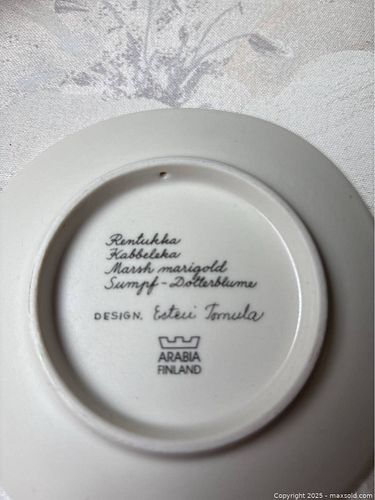 Rentukka
Kabbeleka
Marsh marigold
Sumpf-Dotterblume
DESIGN. Esteri Tomula
ARABIA
FINLAND
Copyright 2025 - maxsold.com